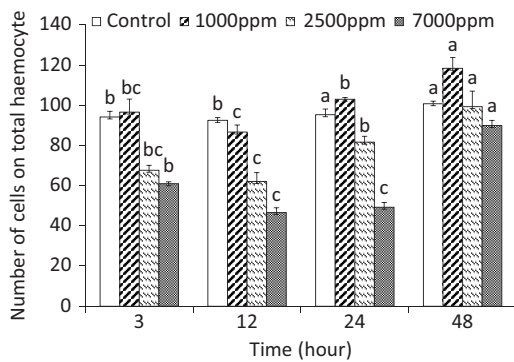 Control 1000ppm 2500ppm 7000ppm
Number of cells on total haemocyte
140
120
100
80
60
40
20
0
b bc bc b
b c c c
a b b c
a a a a
3 12 24 48
Time (hour)